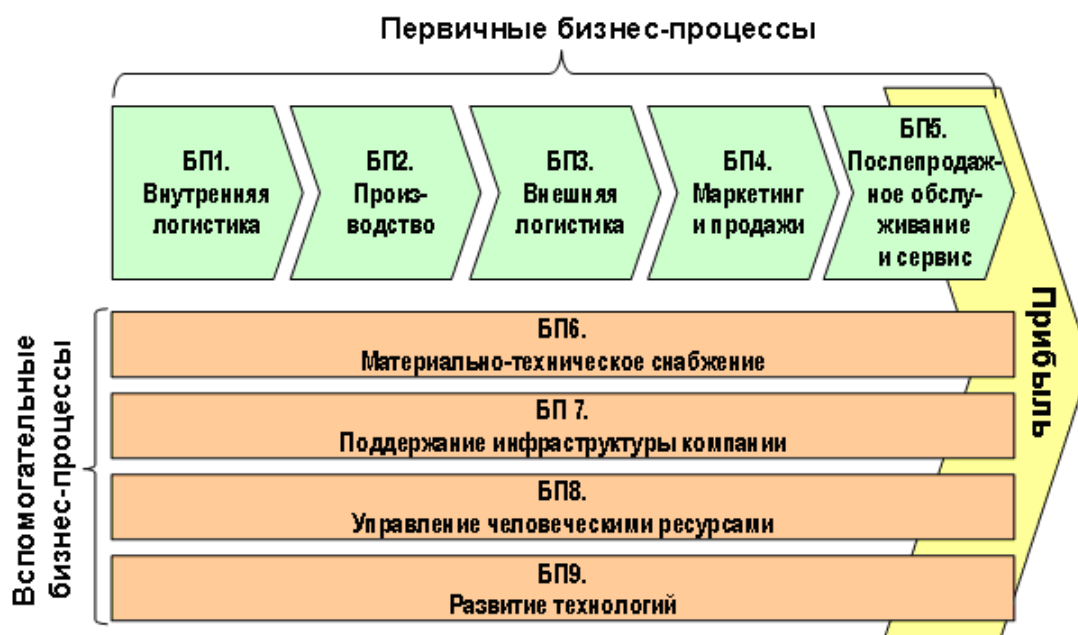 Первичные бизнес-процессы
БП1.
Внутренняя
логистика
БП2.
Произ-
водство
БП3.
Внешняя
логистика
БП4.
Маркетинг
и продажи
БП5.
Послепродаж-
ное обслу-
живание
и сервис
Прибыль
Вспомогательные
бизнес-процессы
БП6.
Материально-техническое снабжение
БП 7.
Поддержание инфраструктуры компании
БП8.
Управление человеческими ресурсами
БП9.
Развитие технологий